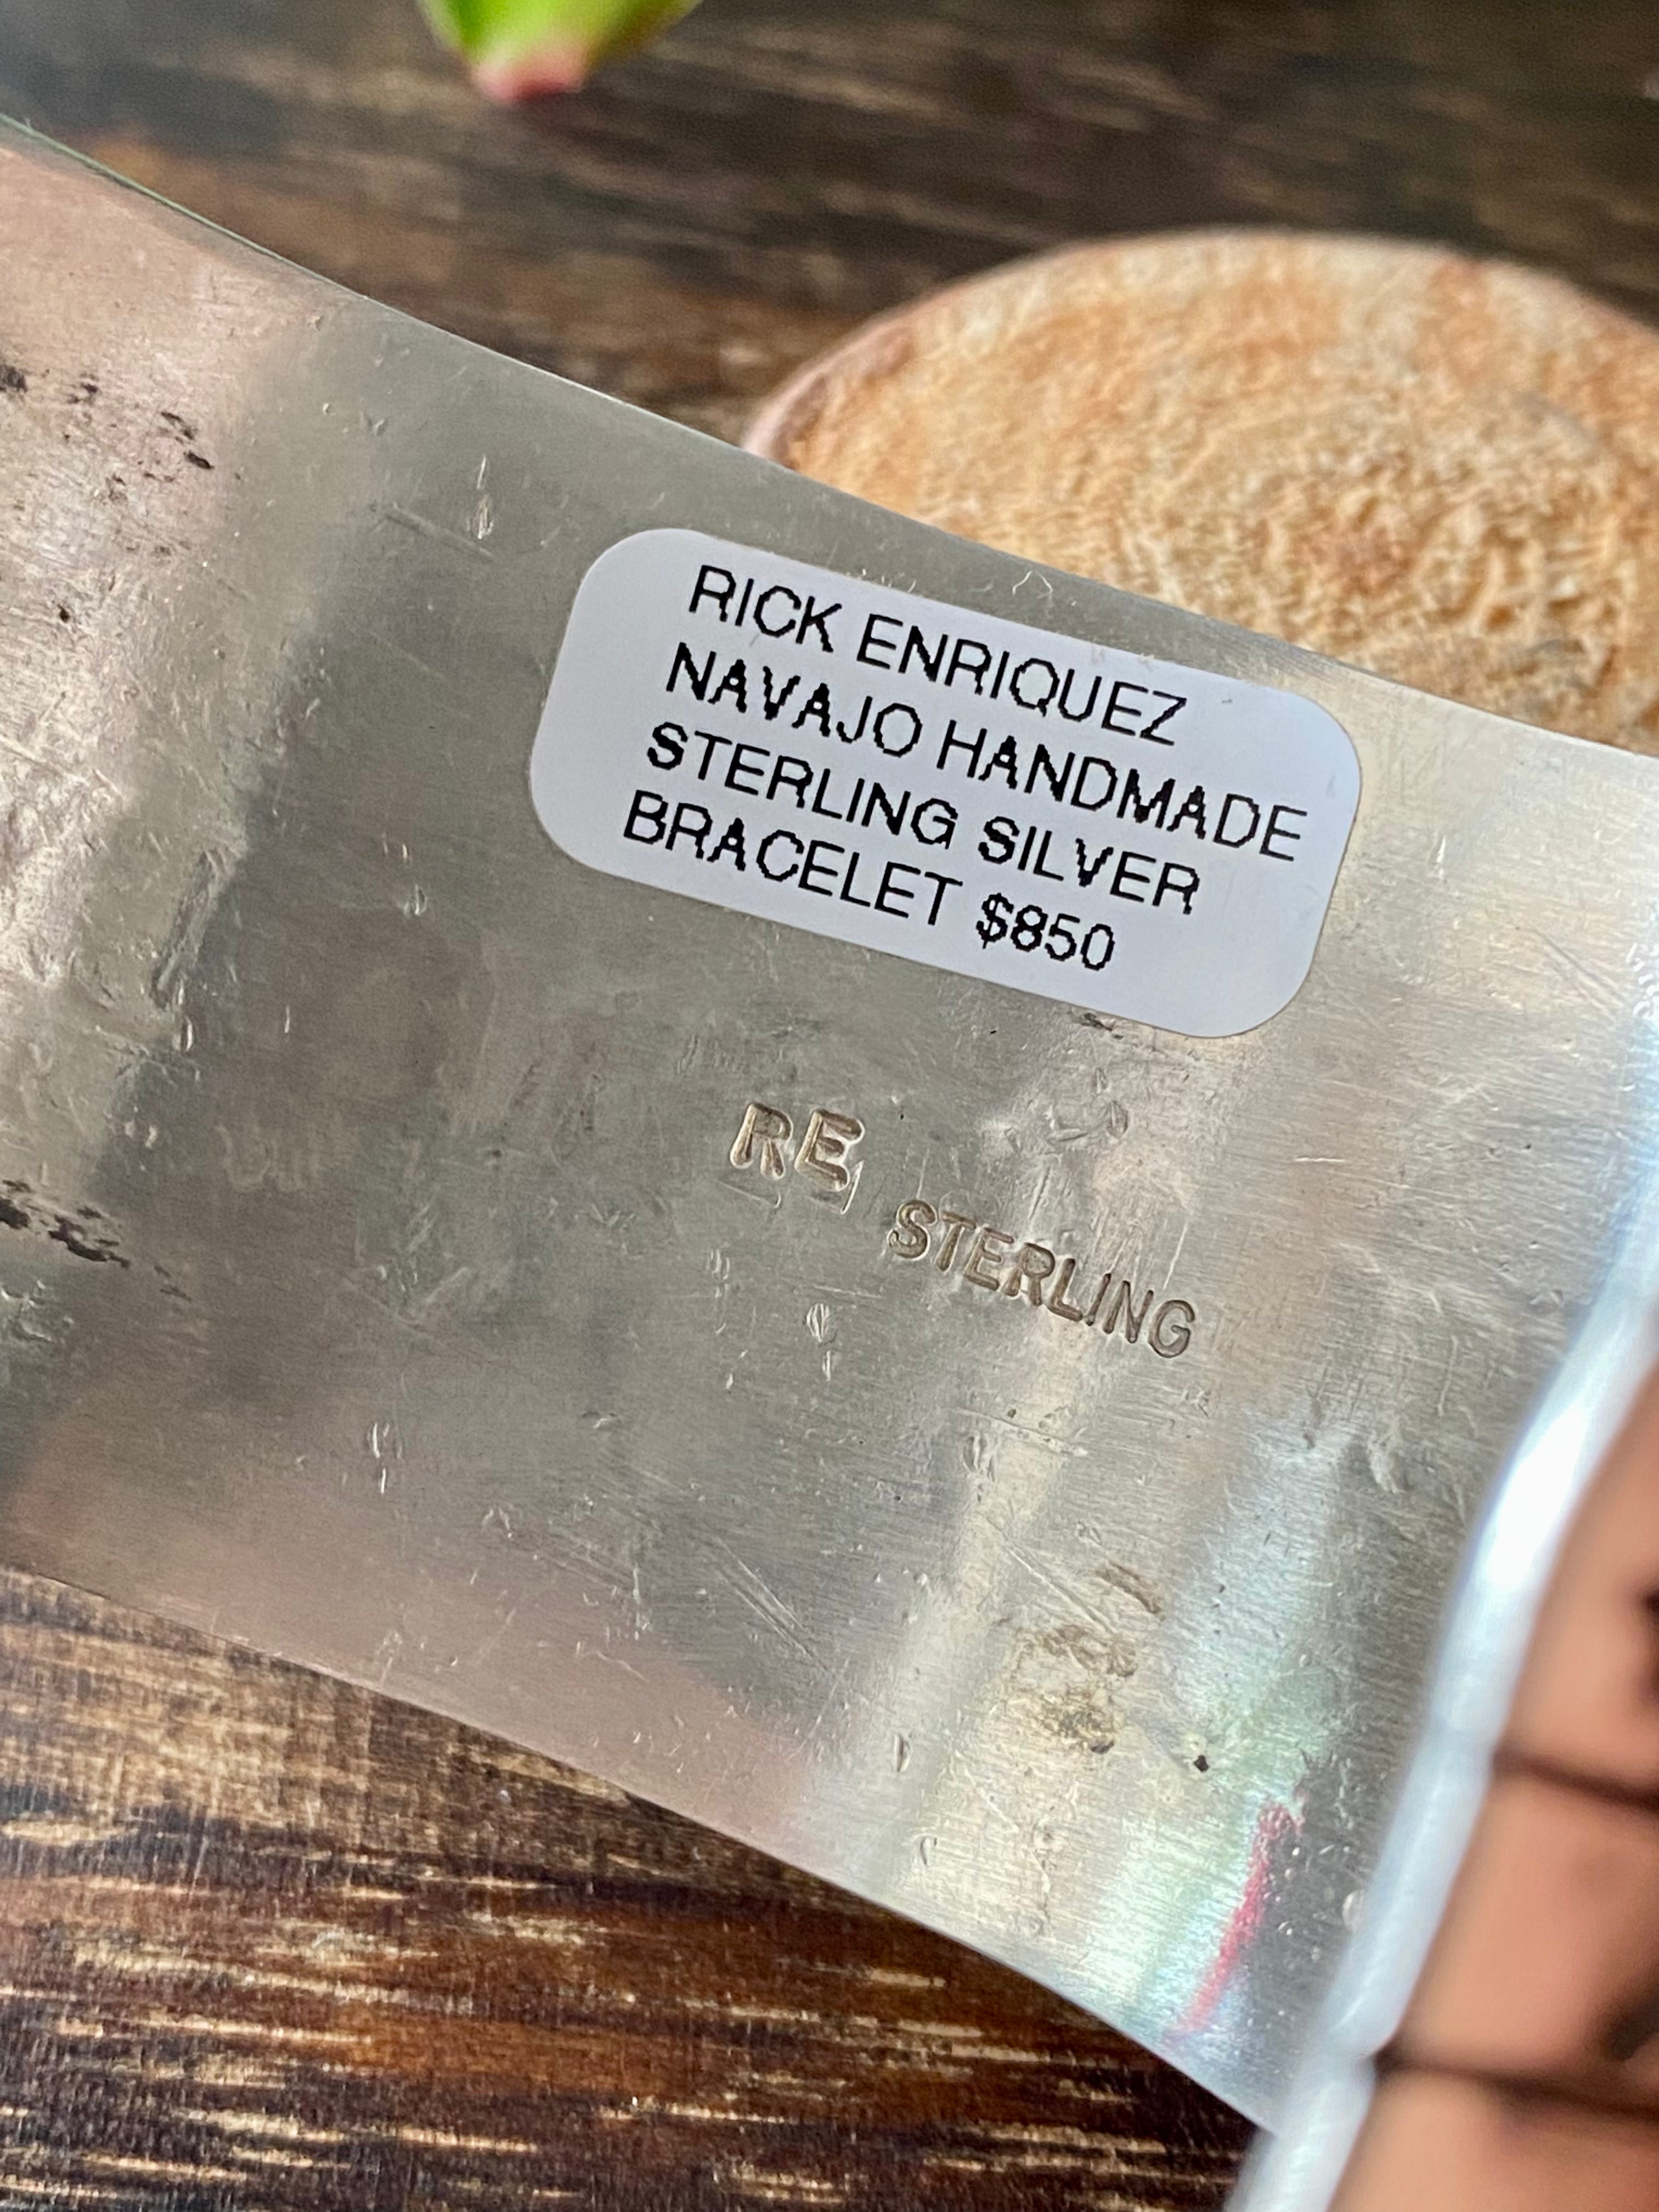 RICK ENRIQUEZ
NAVAJO HANDMADE
STERLING SILVER
BRACELET $850
RE
STERLING